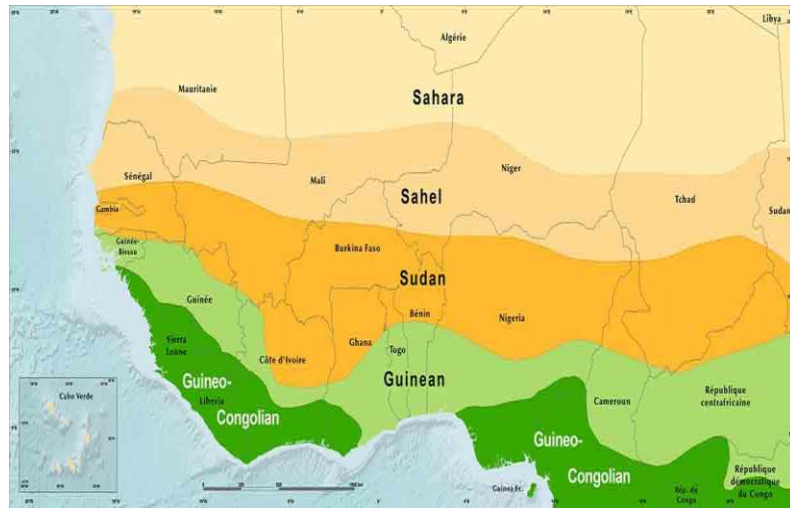 Libya
Algérie
Mauritanie
Sahara
Niger
Sénégal
Mali
Sahel
Tchad
Sudan
Gambia
Guinée-
Bissau
Burkina Faso
Sudan
Guinée
Bénin
Nigeria
Sierra
Leone
Ghana
Togo
Côte d'Ivoire
Guineo-
Congolian
Liberia
Guinean
République
centrafricaine
Cameroun
Cabo Verde
Guineo-
Congolian
République
démocratique
du Congo
Guinea Ec.
Rép. du
Congo